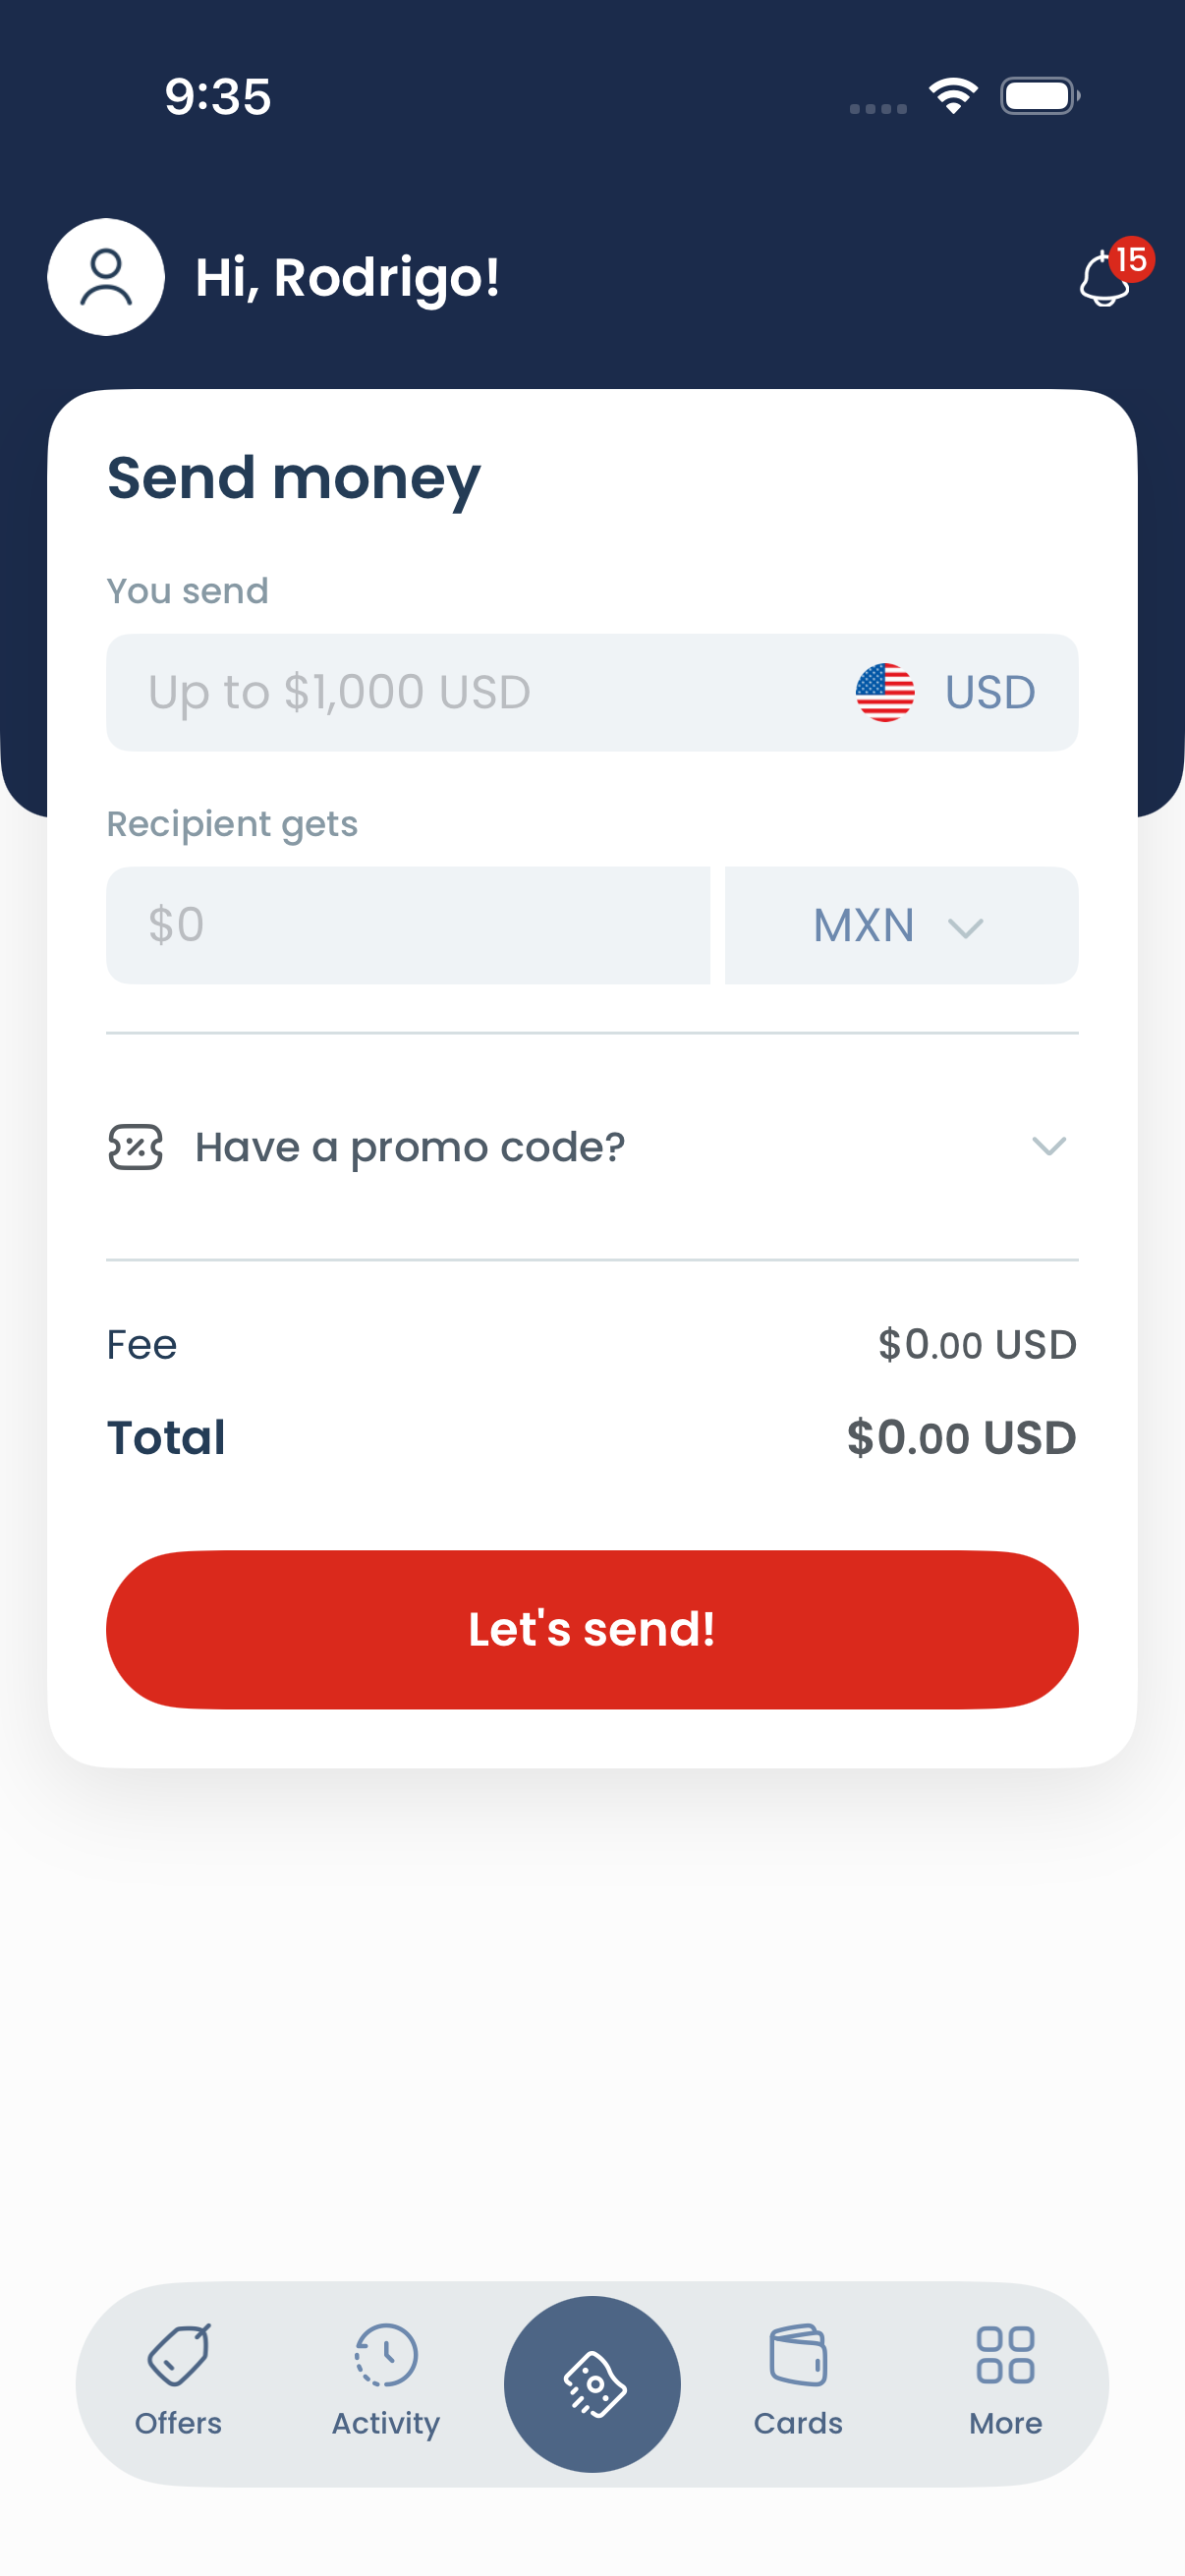 9:35
Hi, Rodrigo!
15
Send money
You send
Up to $1,000 USD
USD
Recipient gets
$0
MXN
Have a promo code?
Fee
$0.00 USD
Total
$0.00 USD
Let's send!
Offers
Activity
Cards
More